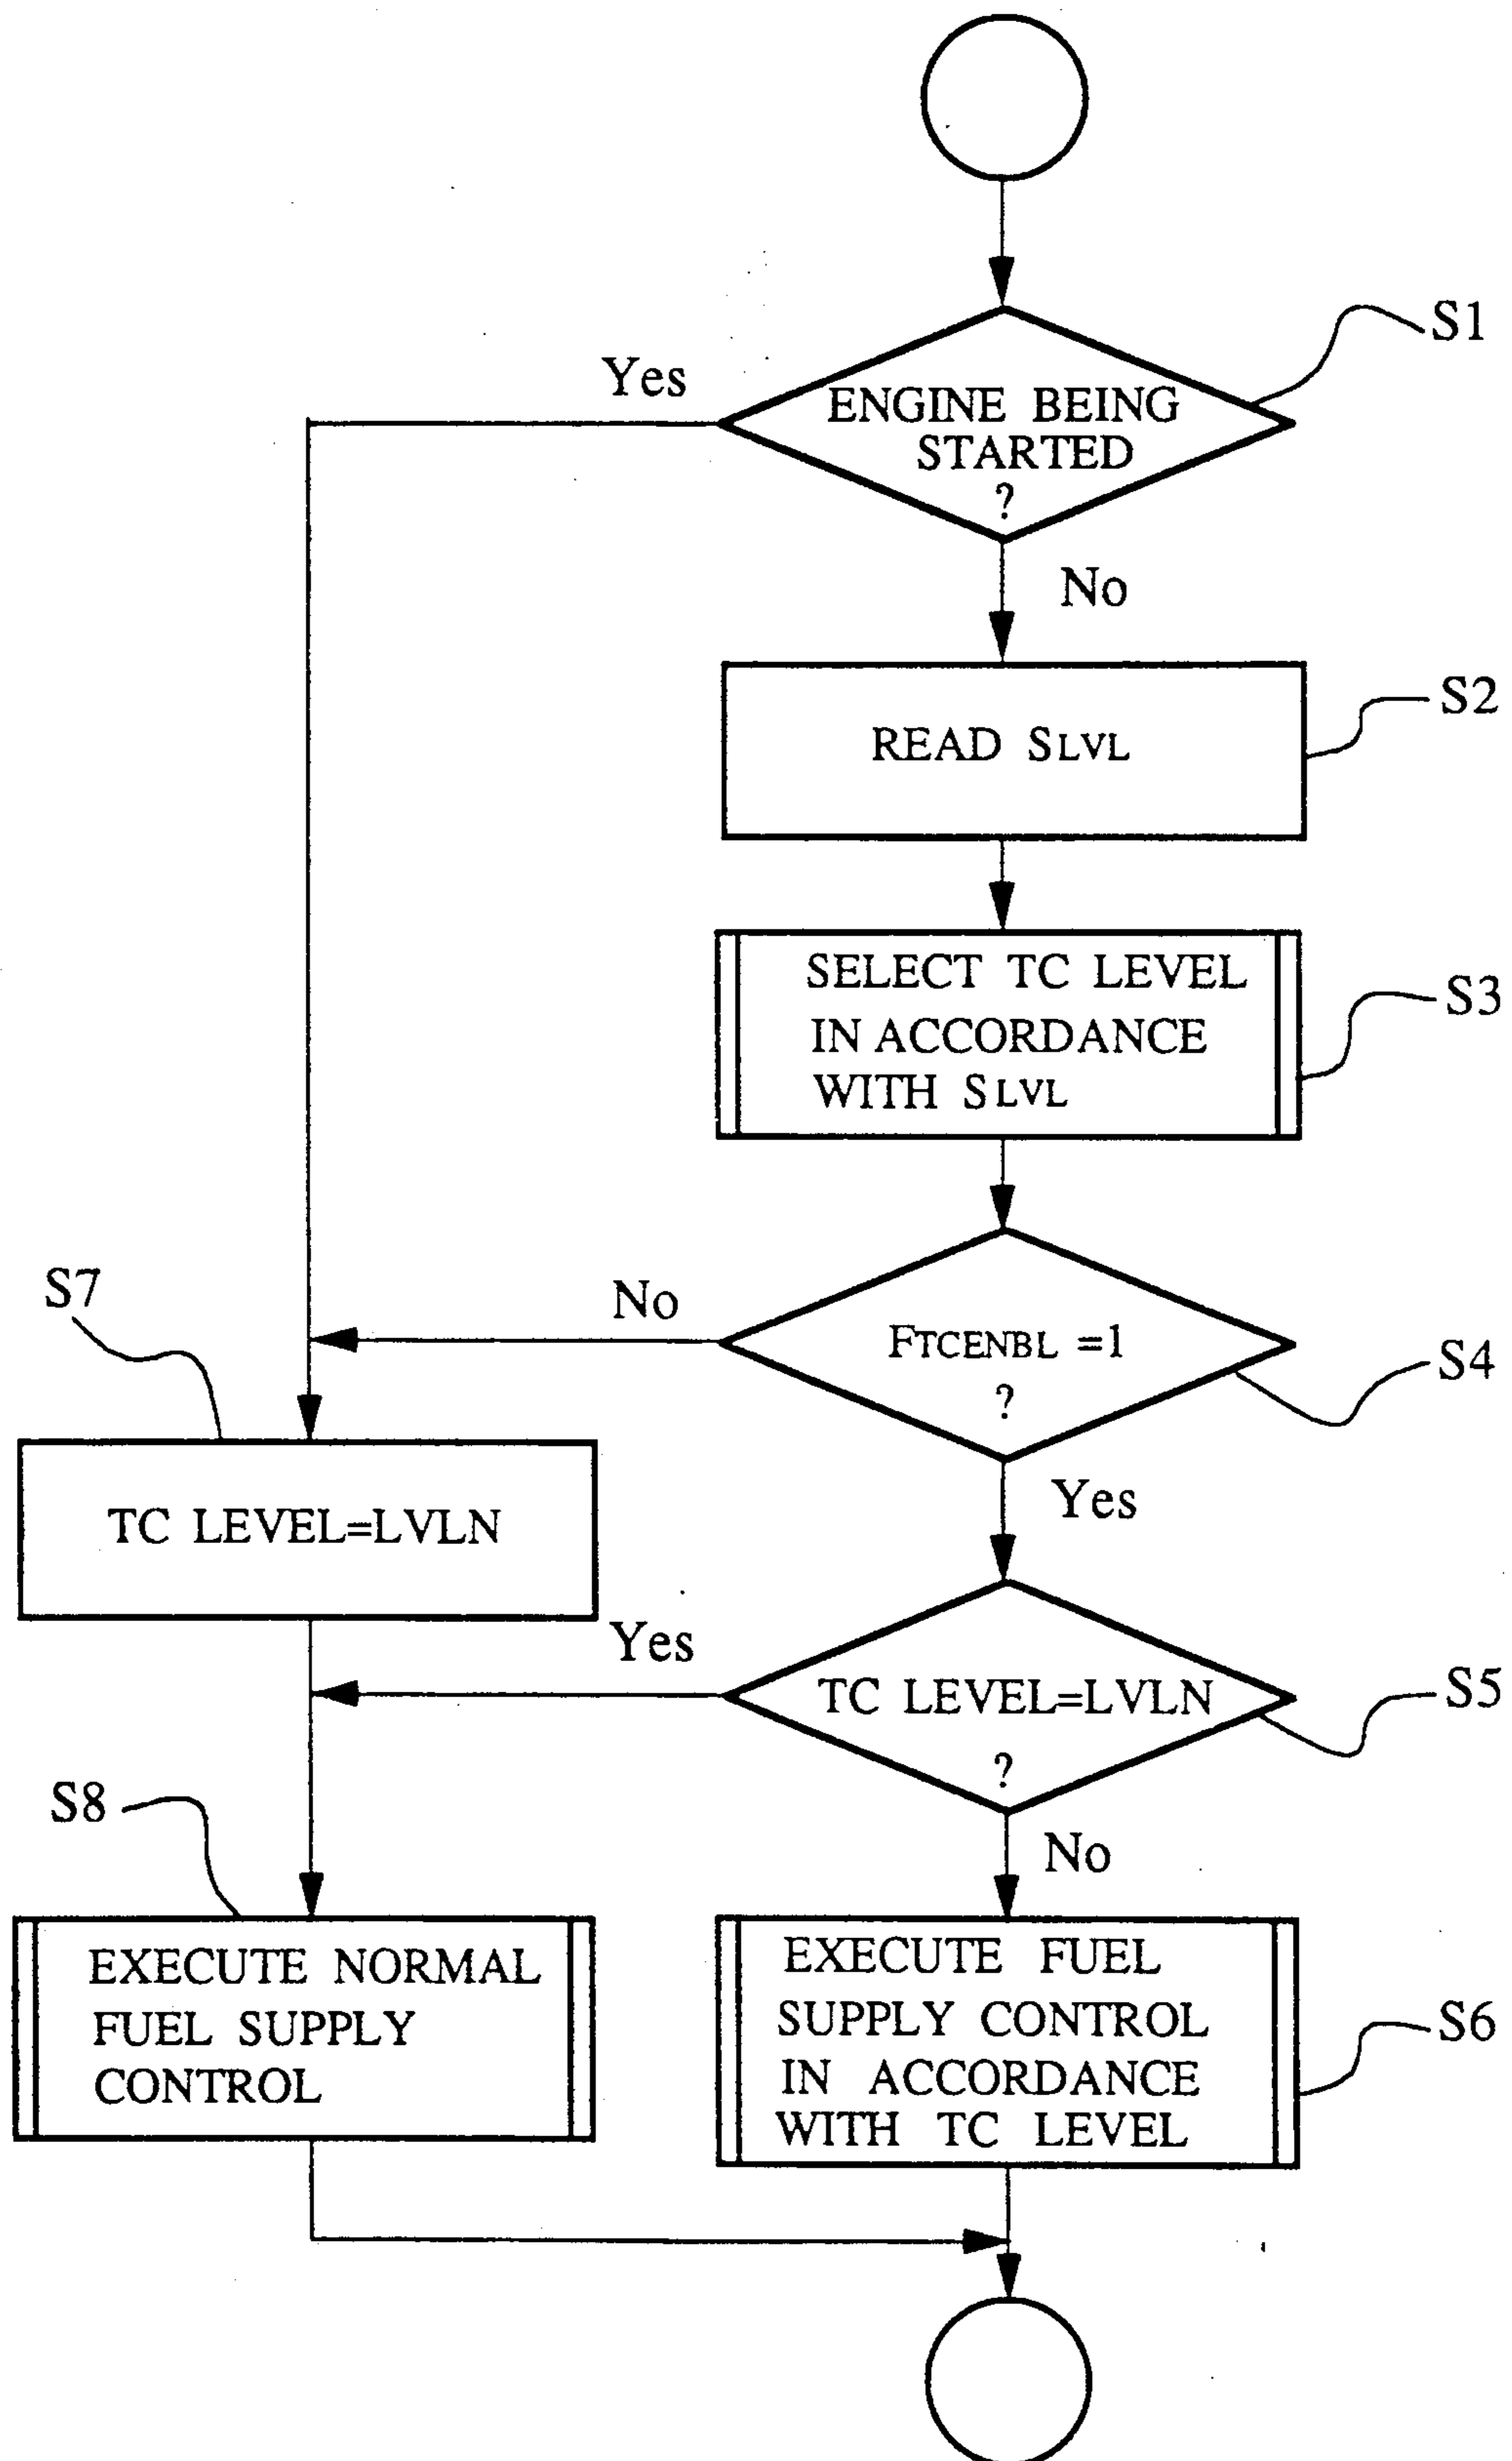 S1
Yes
ENGINE BEING
STARTED
?
No
S2
READ SLVL
SELECT TC LEVEL
IN ACCORDANCE
WITH SLVL
S3
S7
No
FTCENBL =1
?
S4
Yes
TC LEVEL=LVLN
Yes
TC LEVEL=LVLN
?
S5
S8
No
EXECUTE NORMAL
FUEL SUPPLY
CONTROL
EXECUTE FUEL
SUPPLY CONTROL
IN ACCORDANCE
WITH TC LEVEL
S6